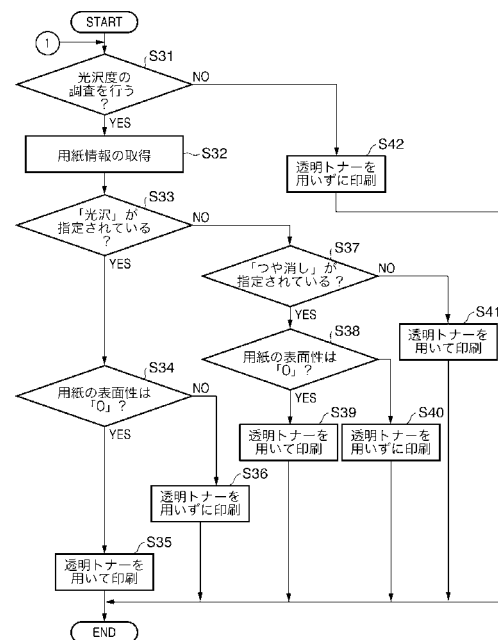 START
1
S31
光沢度の
調査を行う
?
NO
YES
S32
用紙情報の取得
S42
透明トナーを
用いずに印刷
S33
「光沢」が
指定されている
?
NO
YES
S37
「つや消し」が
指定されている?
NO
YES
S41
透明トナーを
用いて印刷
S38
用紙の表面性は
「0」?
YES
S34
用紙の表面性は
「0」?
NO
YES
S39
透明トナーを
用いて印刷
S40
透明トナーを
用いずに印刷
S36
透明トナーを
用いずに印刷
S35
透明トナーを
用いて印刷
END